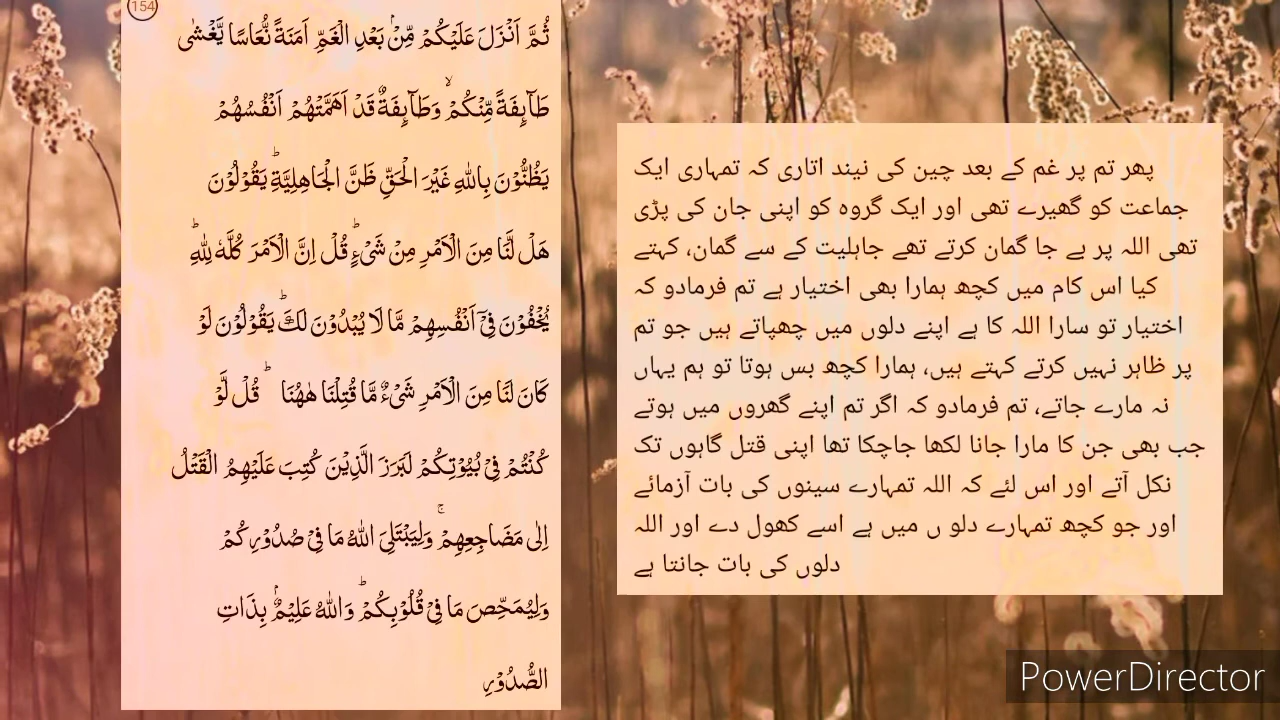 154
ثُمَّ اَنْزَلَ عَلَيْكُمْ مِّنْۢ بَعْدِ الْغَمِّ اَمَنَةً نُّعَاسًا يَّغْشٰى
طَآئِفَةً مِّنْكُمْۙ وَطَآئِفَةٌ قَدْ اَهَمَّتْهُمْ اَنْفُسُهُمْ
يَظُنُّوْنَ بِاللّٰهِ غَيْرَ الْحَقِّ ظَنَّ الْجَاهِلِيَّةِؕ يَقُوْلُوْنَ
هَلْ لَّنَا مِنَ الْاَمْرِ مِنْ شَىْءٍؕ قُلْ اِنَّ الْاَمْرَ كُلَّهٗ لِلّٰهِؕ
يُخْفُوْنَ فِىْۤ اَنْفُسِهِمْ مَّا لَا يُبْدُوْنَ لَكَؕ يَقُوْلُوْنَ لَوْ
كَانَ لَنَا مِنَ الْاَمْرِ شَىْءٌ مَّا قُتِلْنَا هٰهُنَا ؕ قُلْ لَّوْ
كُنْتُمْ فِىْ بُيُوْتِكُمْ لَبَرَزَ الَّذِيْنَ كُتِبَ عَلَيْهِمُ الْقَتْلُ
اِلٰى مَضَاجِعِهِمْۚ وَلِيَبْتَلِىَ اللّٰهُ مَا فِىْ صُدُوْرِكُمْ
وَلِيُمَحِّصَ مَا فِىْ قُلُوْبِكُمْؕ وَاللّٰهُ عَلِيْمٌۢ بِذَاتِ
الصُّدُوْرِ
پھر تم پر غم کے بعد چین کی نیند اتاری کہ تمہاری ایک
جماعت کو گھیرے تھی اور ایک گروہ کو اپنی جان کی پڑی
تھی اللہ پر بے جا گمان کرتے تھے جاہلیت کے سے گمان، کہتے
کیا اس کام میں کچھ ہمارا بھی اختیار ہے تم فرمادو کہ
اختیار تو سارا اللہ کا ہے اپنے دلوں میں چھپاتے ہیں جو تم
پر ظاہر نہیں کرتے کہتے ہیں، ہمارا کچھ بس ہوتا تو ہم یہاں
نہ مارے جاتے، تم فرمادو کہ اگر تم اپنے گھروں میں ہوتے
جب بھی جن کا مارا جانا لکھا جاچکا تھا اپنی قتل گاہوں تک
نکل آتے اور اس لئے کہ اللہ تمہارے سینوں کی بات آزمائے
اور جو کچھ تمہارے دلو ں میں ہے اسے کھول دے اور اللہ
دلوں کی بات جانتا ہے
PowerDirector